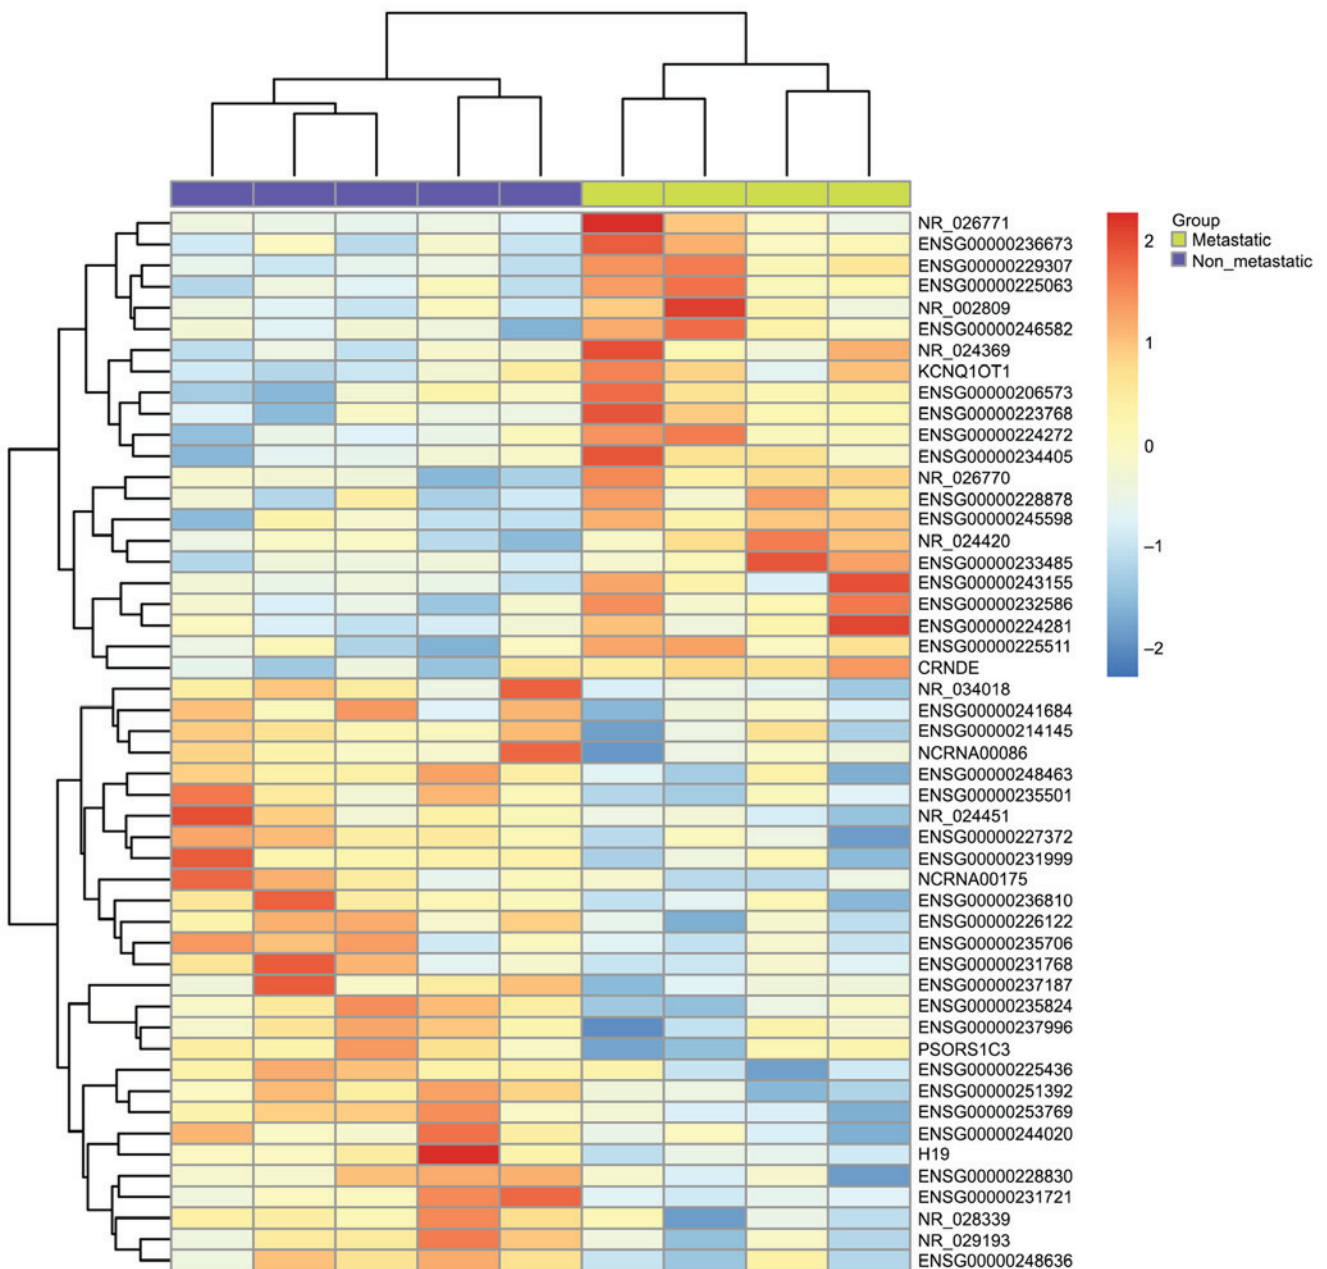 NR_026771
ENSG00000236673
ENSG00000229307
ENSG00000225063
NR_002809
ENSG00000246582
NR_024369
KCNQ1OT1
ENSG00000206573
ENSG00000223768
ENSG00000224272
ENSG00000234405
NR_026770
ENSG00000228878
ENSG00000245598
NR_024420
ENSG00000233485
ENSG00000243155
ENSG00000232586
ENSG00000224281
ENSG00000225511
CRNDE
NR_034018
ENSG00000241684
ENSG00000214145
NCRNA00086
ENSG00000248463
ENSG00000235501
NR_024451
ENSG00000227372
ENSG00000231999
NCRNA00175
ENSG00000236810
ENSG00000226122
ENSG00000235706
ENSG00000231768
ENSG00000237187
ENSG00000235824
ENSG00000237996
PSORS1C3
ENSG00000225436
ENSG00000251392
ENSG00000253769
ENSG00000244020
H19
ENSG00000228830
ENSG00000231721
NR_028339
NR_029193
ENSG00000248636
2
1
0
−1
−2
Group
Metastatic
Non_metastatic